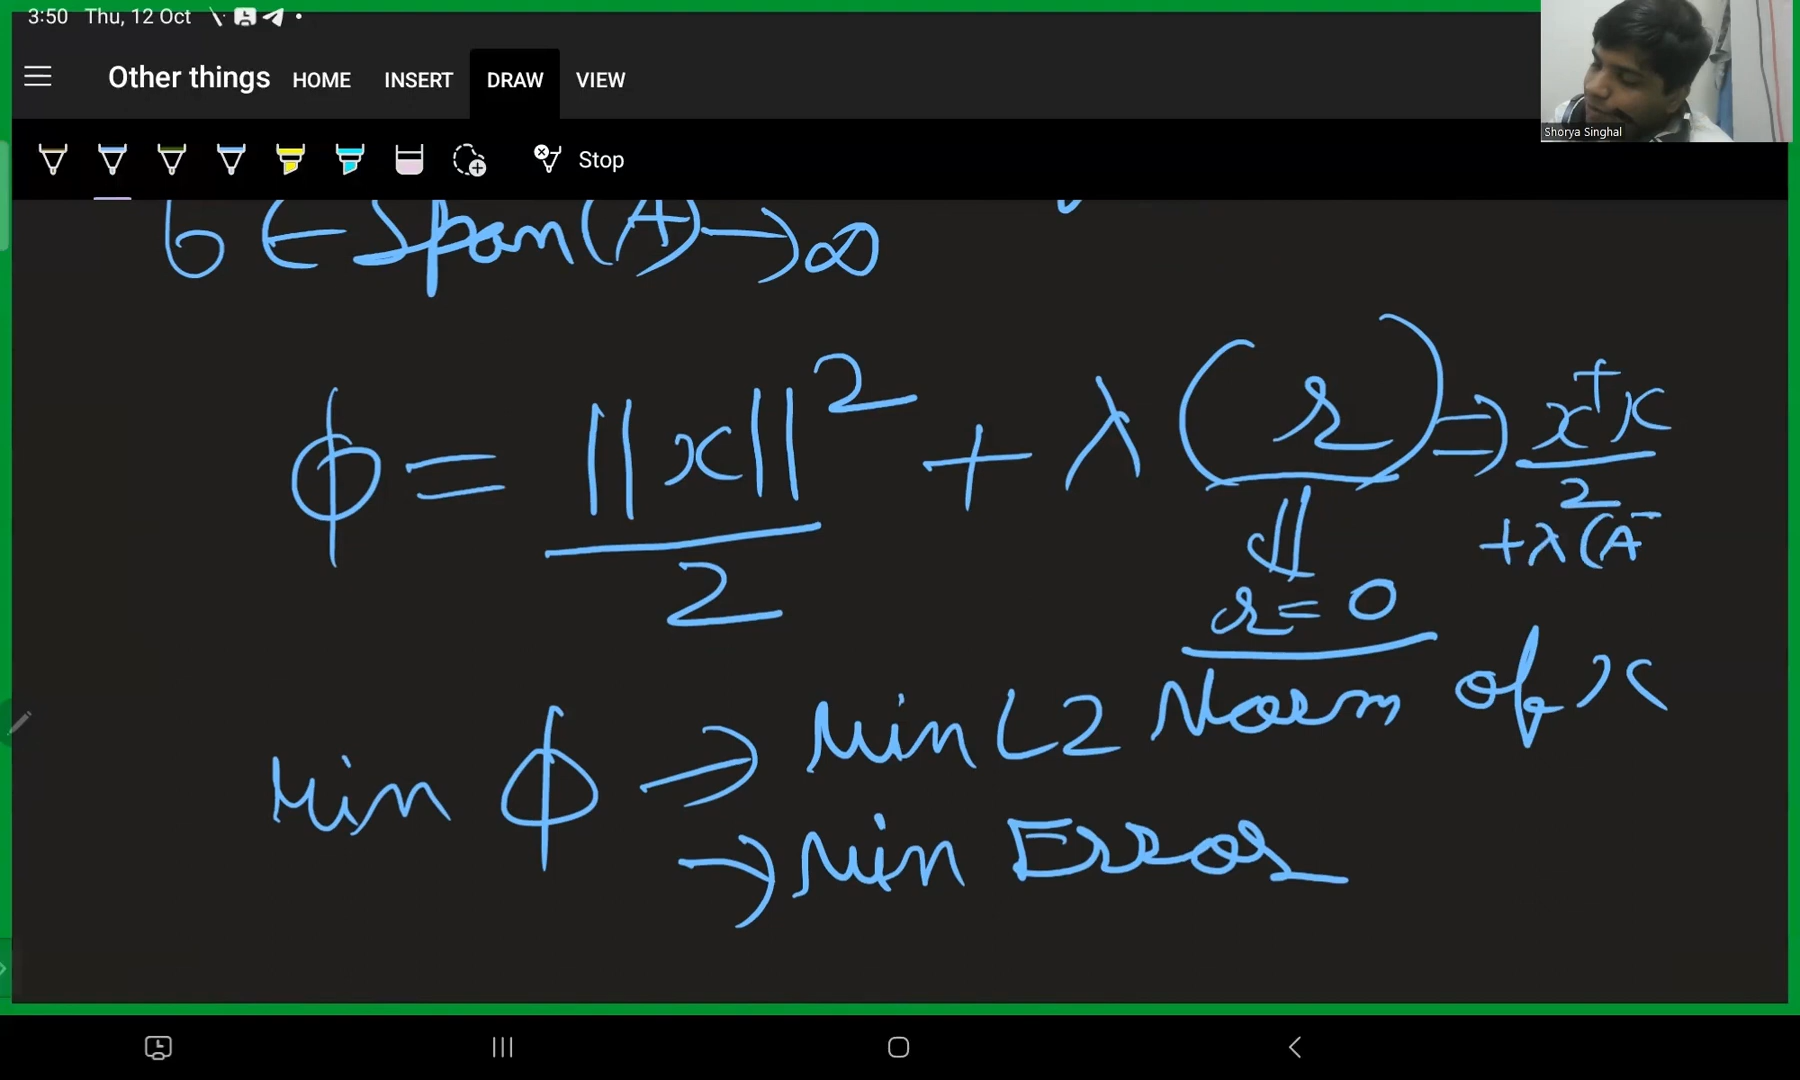 3:50 Thu, 12 Oct
Other things HOME INSERT DRAW VIEW
Shorya Singhal
Stop
b ∈ Span(A) → ∞
ϕ = ||x||²/2 + λ(r) ⇒ xᵀx/2
+λ(A-
r = 0
Min ϕ → Min L2 Norm of x
→ Min Error